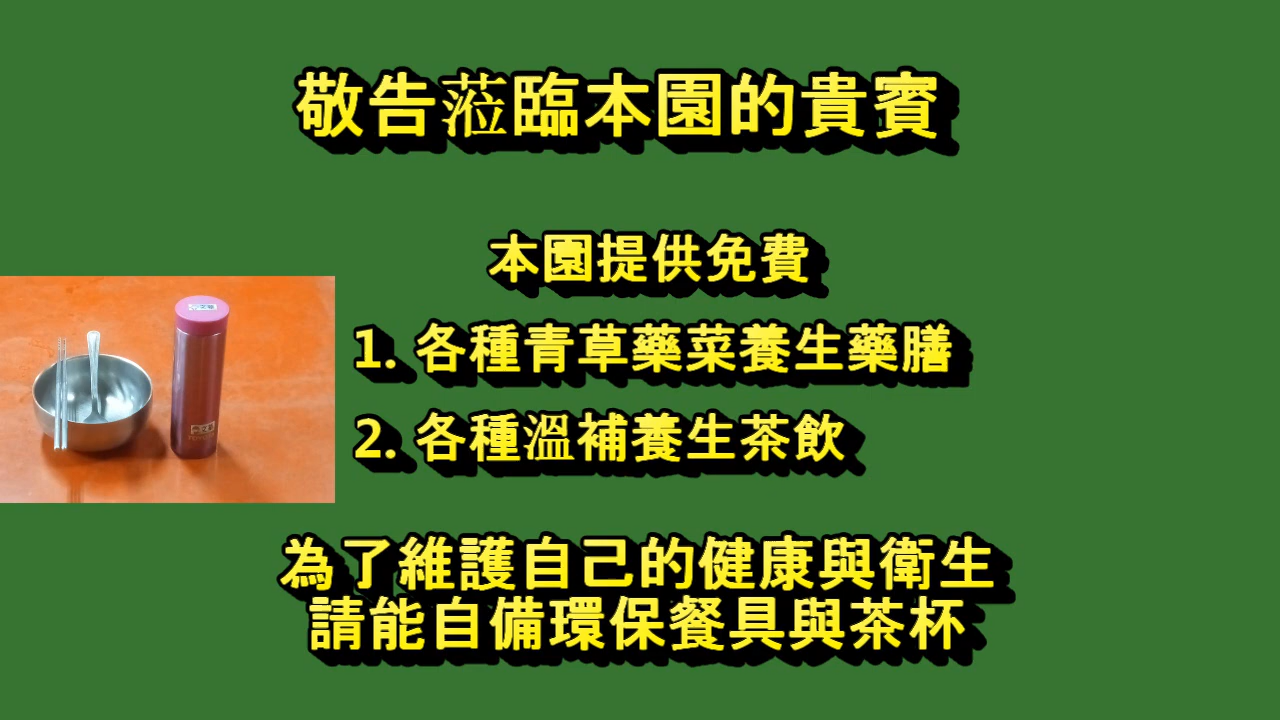 敬告蒞臨本園的貴賓
本園提供免費
1. 各種青草藥菜養生藥膳
2. 各種溫補養生茶飲
為了維護自己的健康與衛生
請能自備環保餐具與茶杯